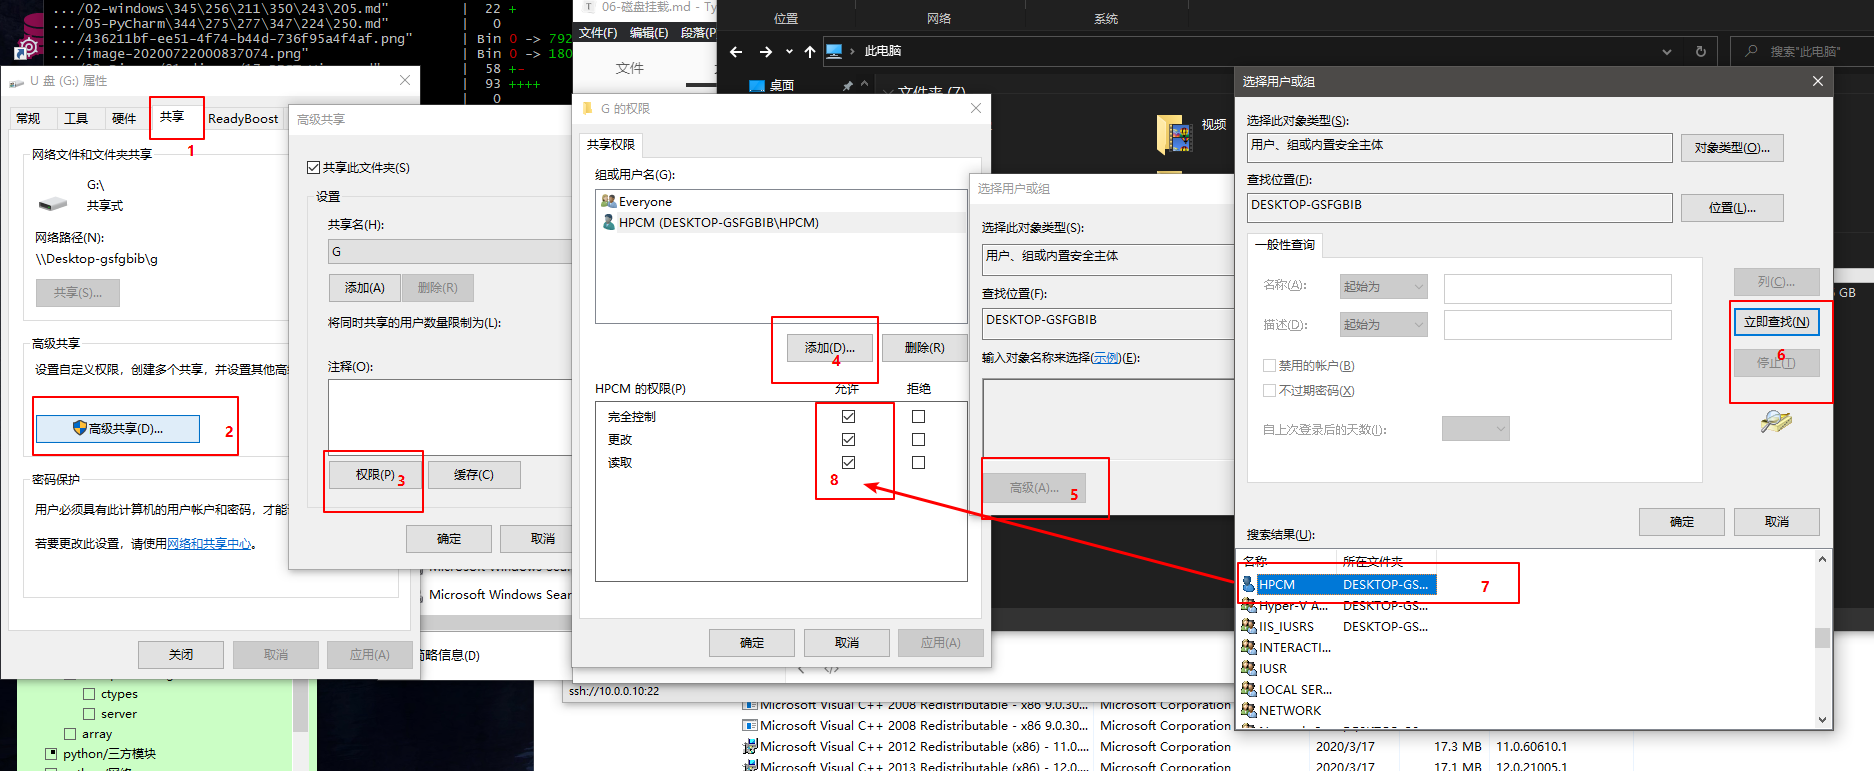 .../02-windows\345\256\211\350\243\205.md" | 22 +
.../05-PyCharm\344\275\277\347\224\250.md" | 0
.../436211bf-ee51-4f74-b44d-736f95a4f4af.png" | Bin 0 -> 792
.../image-20200722000837074.png" | Bin 0 -> 180
| 58 +-
| 93 ++++
| 0
U 盘 (G:) 属性
常规
工具
硬件
共享
ReadyBoost
1
网络文件和文件夹共享
G:\
共享式
网络路径(N):
\\Desktop-gsfgbib\g
共享(S)...
高级共享
设置自定义权限，创建多个共享，并设置其他高
高级共享(D)...
2
密码保护
用户必须具有此计算机的用户帐户和密码，才能
若要更改此设置，请使用网络和共享中心。
关闭
取消
应用(A)
高级共享
共享此文件夹(S)
设置
共享名(H):
G
添加(A)
删除(R)
将同时共享的用户数量限制为(L):
注释(O):
权限(P)
3
缓存(C)
确定
取消
Microsoft Windows Sear
Microsoft Windows Sear
简略信息(D)
ctypes
server
array
python/三方模块
06-磁盘挂载.md - Ty
文件(F)
编辑(E)
段落(P
文件
G 的权限
共享权限
组或用户名(G):
Everyone
HPCM (DESKTOP-GSFGBIB\HPCM)
添加(D)...
4
删除(R)
HPCM 的权限(P)
允许
拒绝
完全控制
更改
读取
8
确定
取消
应用(A)
ssh://10.0.0.10:22
位置
网络
系统
此电脑
搜索"此电脑"
桌面
文件夹 (7)
视频
选择用户或组
选择此对象类型(S):
用户、组或内置安全主体
查找位置(F):
DESKTOP-GSFGBIB
输入对象名称来选择(示例)(E):
高级(A)...
5
选择用户或组
选择此对象类型(S):
用户、组或内置安全主体
对象类型(O)...
查找位置(F):
DESKTOP-GSFGBIB
位置(L)...
一般性查询
名称(A):
起始为
描述(D):
起始为
禁用的帐户(B)
不过期密码(X)
自上次登录后的天数(I):
列(C)...
立即查找(N)
6
停止(T)
确定
取消
搜索结果(U):
名称
所在文件夹
HPCM DESKTOP-GS...
7
Hyper-V A... DESKTOP-GS...
IIS_IUSRS DESKTOP-GS...
INTERACTI...
IUSR
LOCAL SER...
NETWORK
GB
Microsoft Visual C++ 2008 Redistributable - x86 9.0.30... Microsoft Corporation
Microsoft Visual C++ 2008 Redistributable - x86 9.0.30... Microsoft Corporation
Microsoft Visual C++ 2012 Redistributable (x86) - 11.0.... Microsoft Corporation 2020/3/17 17.3 MB 11.0.60610.1
Microsoft Visual C++ 2013 Redistributable (x86) - 12.0.... Microsoft Corporation 2020/3/17 17.1 MB 12.0.21005.1